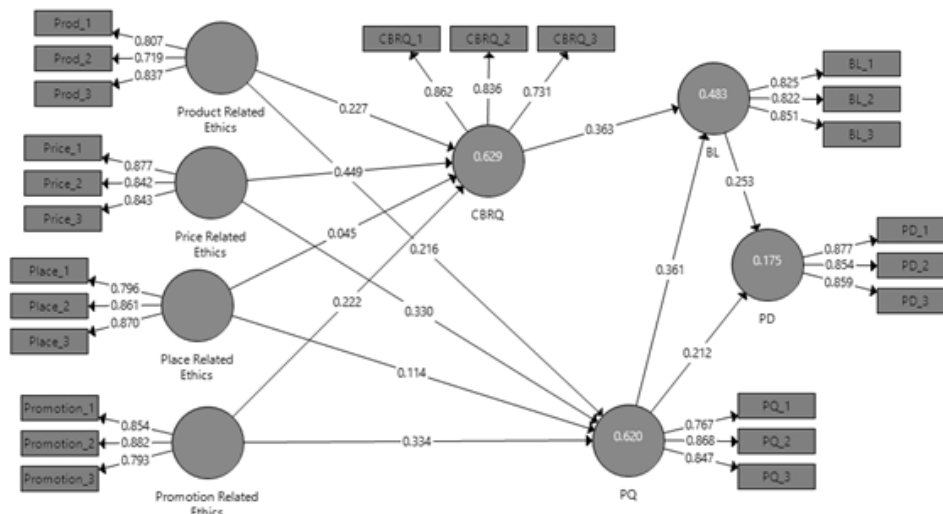 Prod_1
0.807
Prod_2
0.719
0.837
Prod_3
Product Related
Ethics
Price_1
0.877
Price_2
0.842
0.843
Price_3
Price Related
Ethics
Place_1
0.796
Place_2
0.861
0.870
Place_3
Place Related
Ethics
Promotion_1
0.854
Promotion_2
0.882
0.793
Promotion_3
Promotion Related
Ethics
0.227
0.449
0.045
0.216
0.222
0.330
0.114
0.334
CBRQ_1
CBRQ_2
CBRQ_3
0.862
0.836
0.731
0.629
CBRQ
0.363
0.483
BL
0.825
0.822
0.851
BL_1
BL_2
BL_3
0.253
0.361
0.212
0.175
PD
0.877
0.854
0.859
PD_1
PD_2
PD_3
0.620
PQ
0.767
0.868
0.847
PQ_1
PQ_2
PQ_3